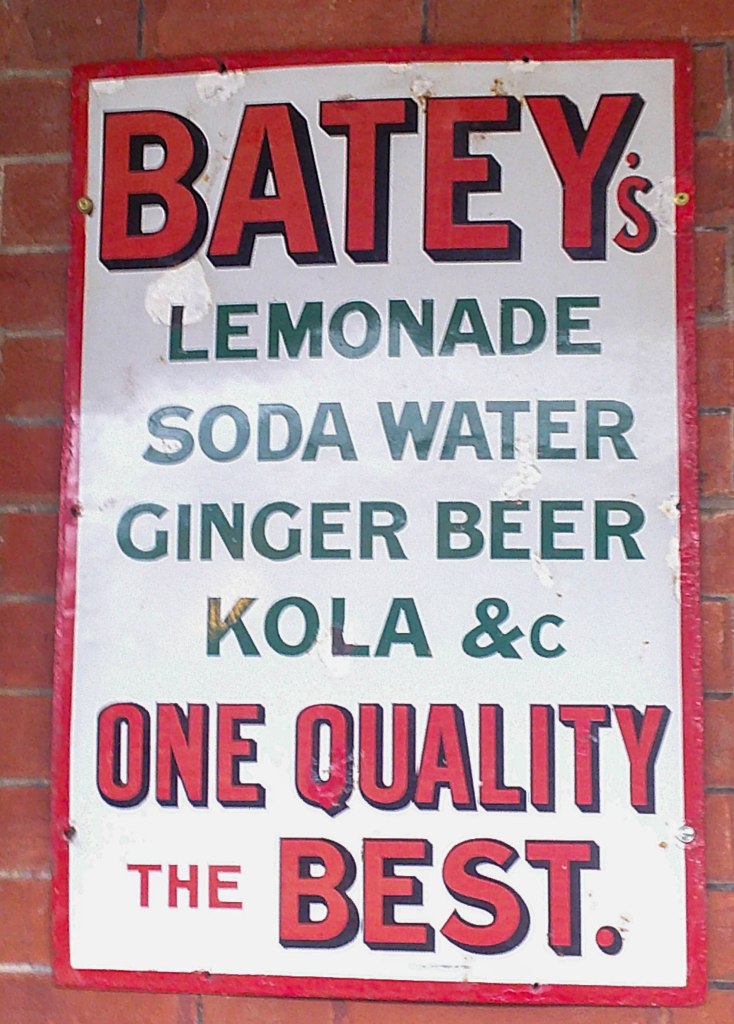 BATEY'S
LEMONADE
SODA WATER
GINGER BEER
KOLA &c
ONE QUALITY
THE BEST.